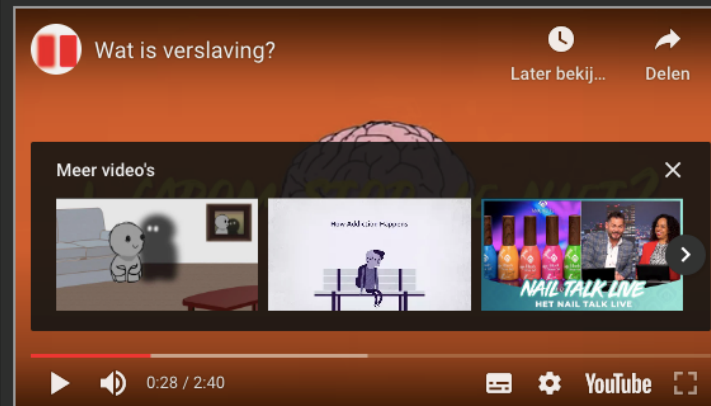 Wat is verslaving?
Later bekij...
Delen
Meer video's
How Addiction Happens
NAIL TALK LIVE
HET NAIL TALK LIVE
0:28 / 2:40
YouTube